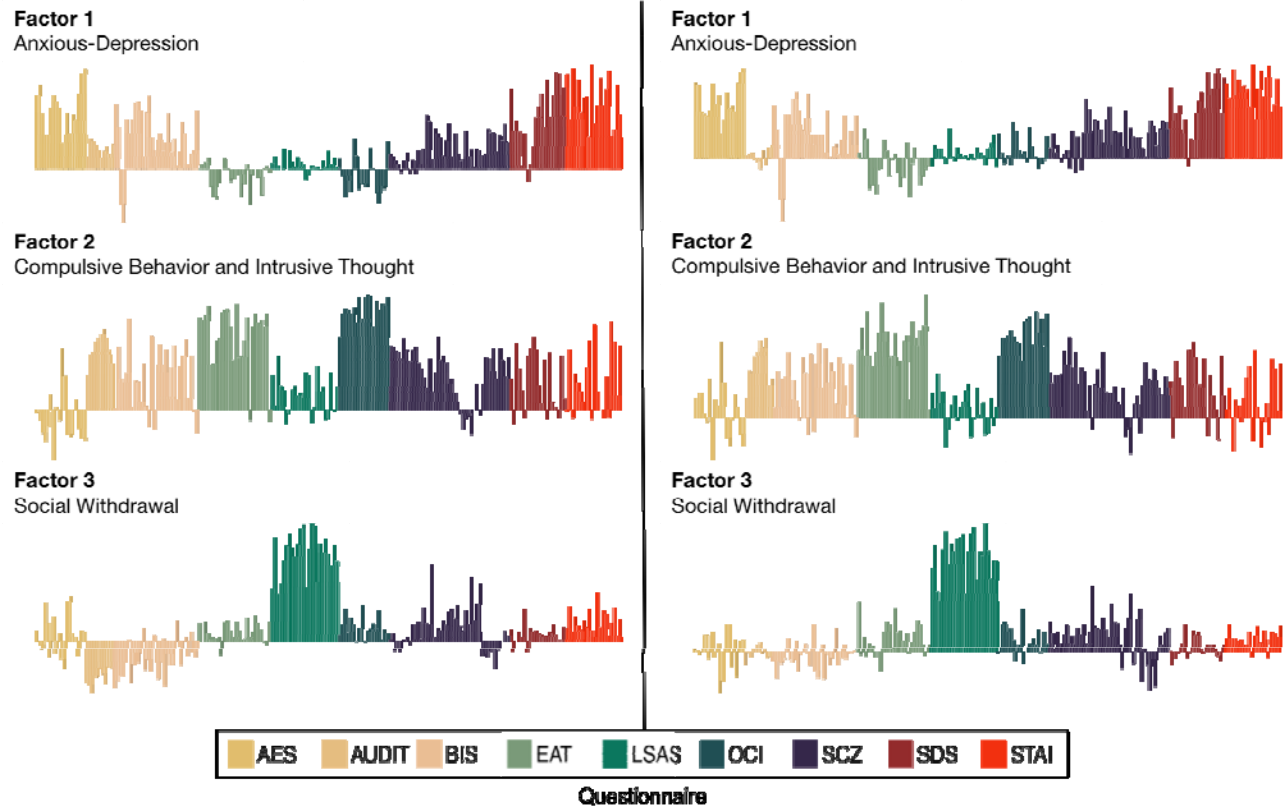 Factor 1
Anxious-Depression
Factor 2
Compulsive Behavior and Intrusive Thought
Factor 3
Social Withdrawal
Factor 1
Anxious-Depression
Factor 2
Compulsive Behavior and Intrusive Thought
Factor 3
Social Withdrawal
AES AUDIT BIS EAT LSAS OCI SCZ SDS STAI
Questionnaire